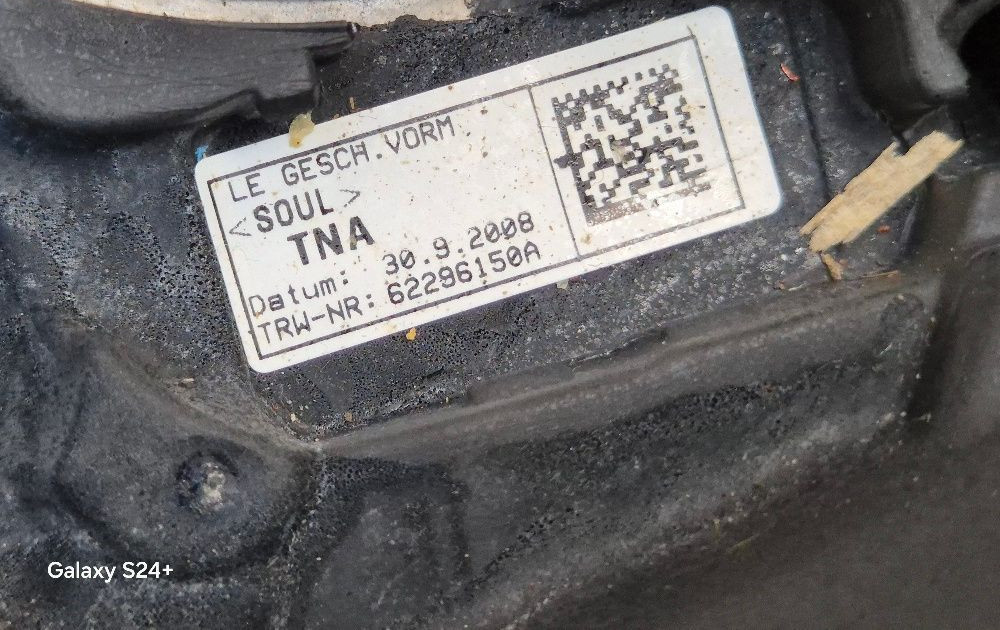 LE GESCH.VORM
<SOUL>
TNA
Datum: 30.9.2008
TRW-NR: 62296150A
Galaxy S24+